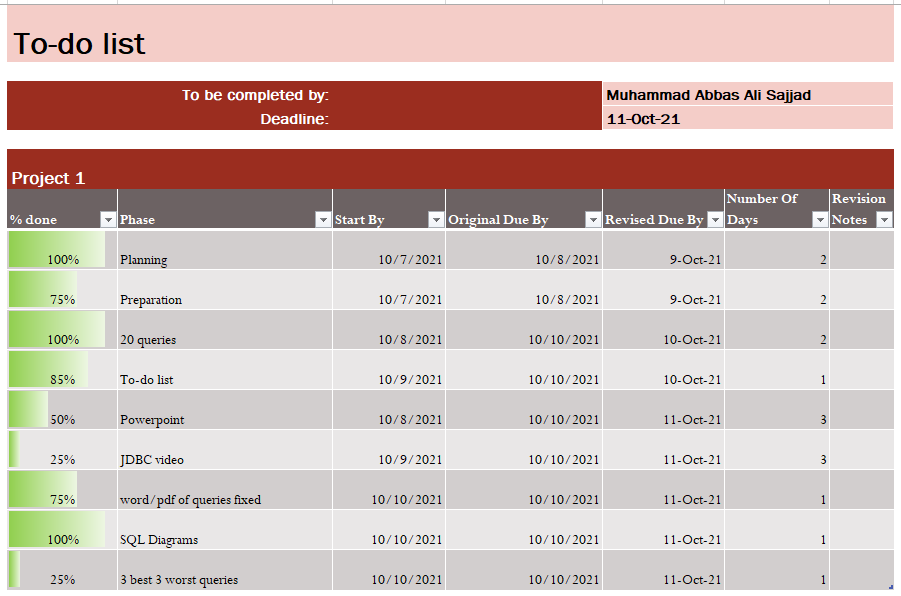 To-do list
To be completed by: Muhammad Abbas Ali Sajjad
Deadline: 11-Oct-21
Project 1
% done Phase Start By Original Due By Revised Due By Number Of Days Revision Notes
100% Planning 10/7/2021 10/8/2021 9-Oct-21 2
75% Preparation 10/7/2021 10/8/2021 9-Oct-21 2
100% 20 queries 10/8/2021 10/10/2021 10-Oct-21 2
85% To-do list 10/9/2021 10/10/2021 10-Oct-21 1
50% Powerpoint 10/8/2021 10/10/2021 11-Oct-21 3
25% JDBC video 10/9/2021 10/10/2021 11-Oct-21 3
75% word/pdf of queries fixed 10/10/2021 10/10/2021 11-Oct-21 1
100% SQL Diagrams 10/10/2021 10/10/2021 11-Oct-21 1
25% 3 best 3 worst queries 10/10/2021 10/10/2021 11-Oct-21 1